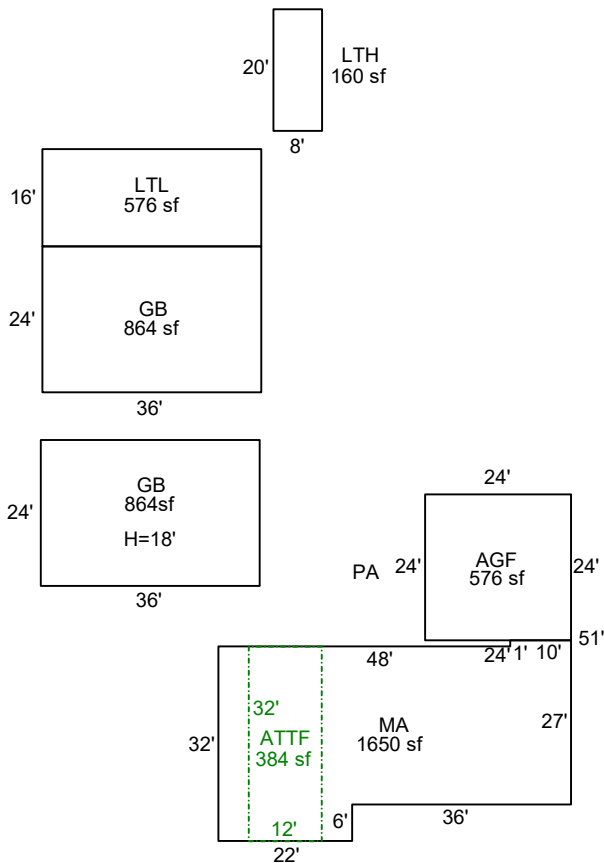 20'
LTH
160 sf
8'
16'
LTL
576 sf
24'
GB
864 sf
36'
24'
GB
864sf
H=18'
36'
24'
PA
24'
AGF
576 sf
24'
51'
48'
24'
1'
10'
32'
32'
ATTF
384 sf
MA
1650 sf
27'
12'
6'
36'
22'